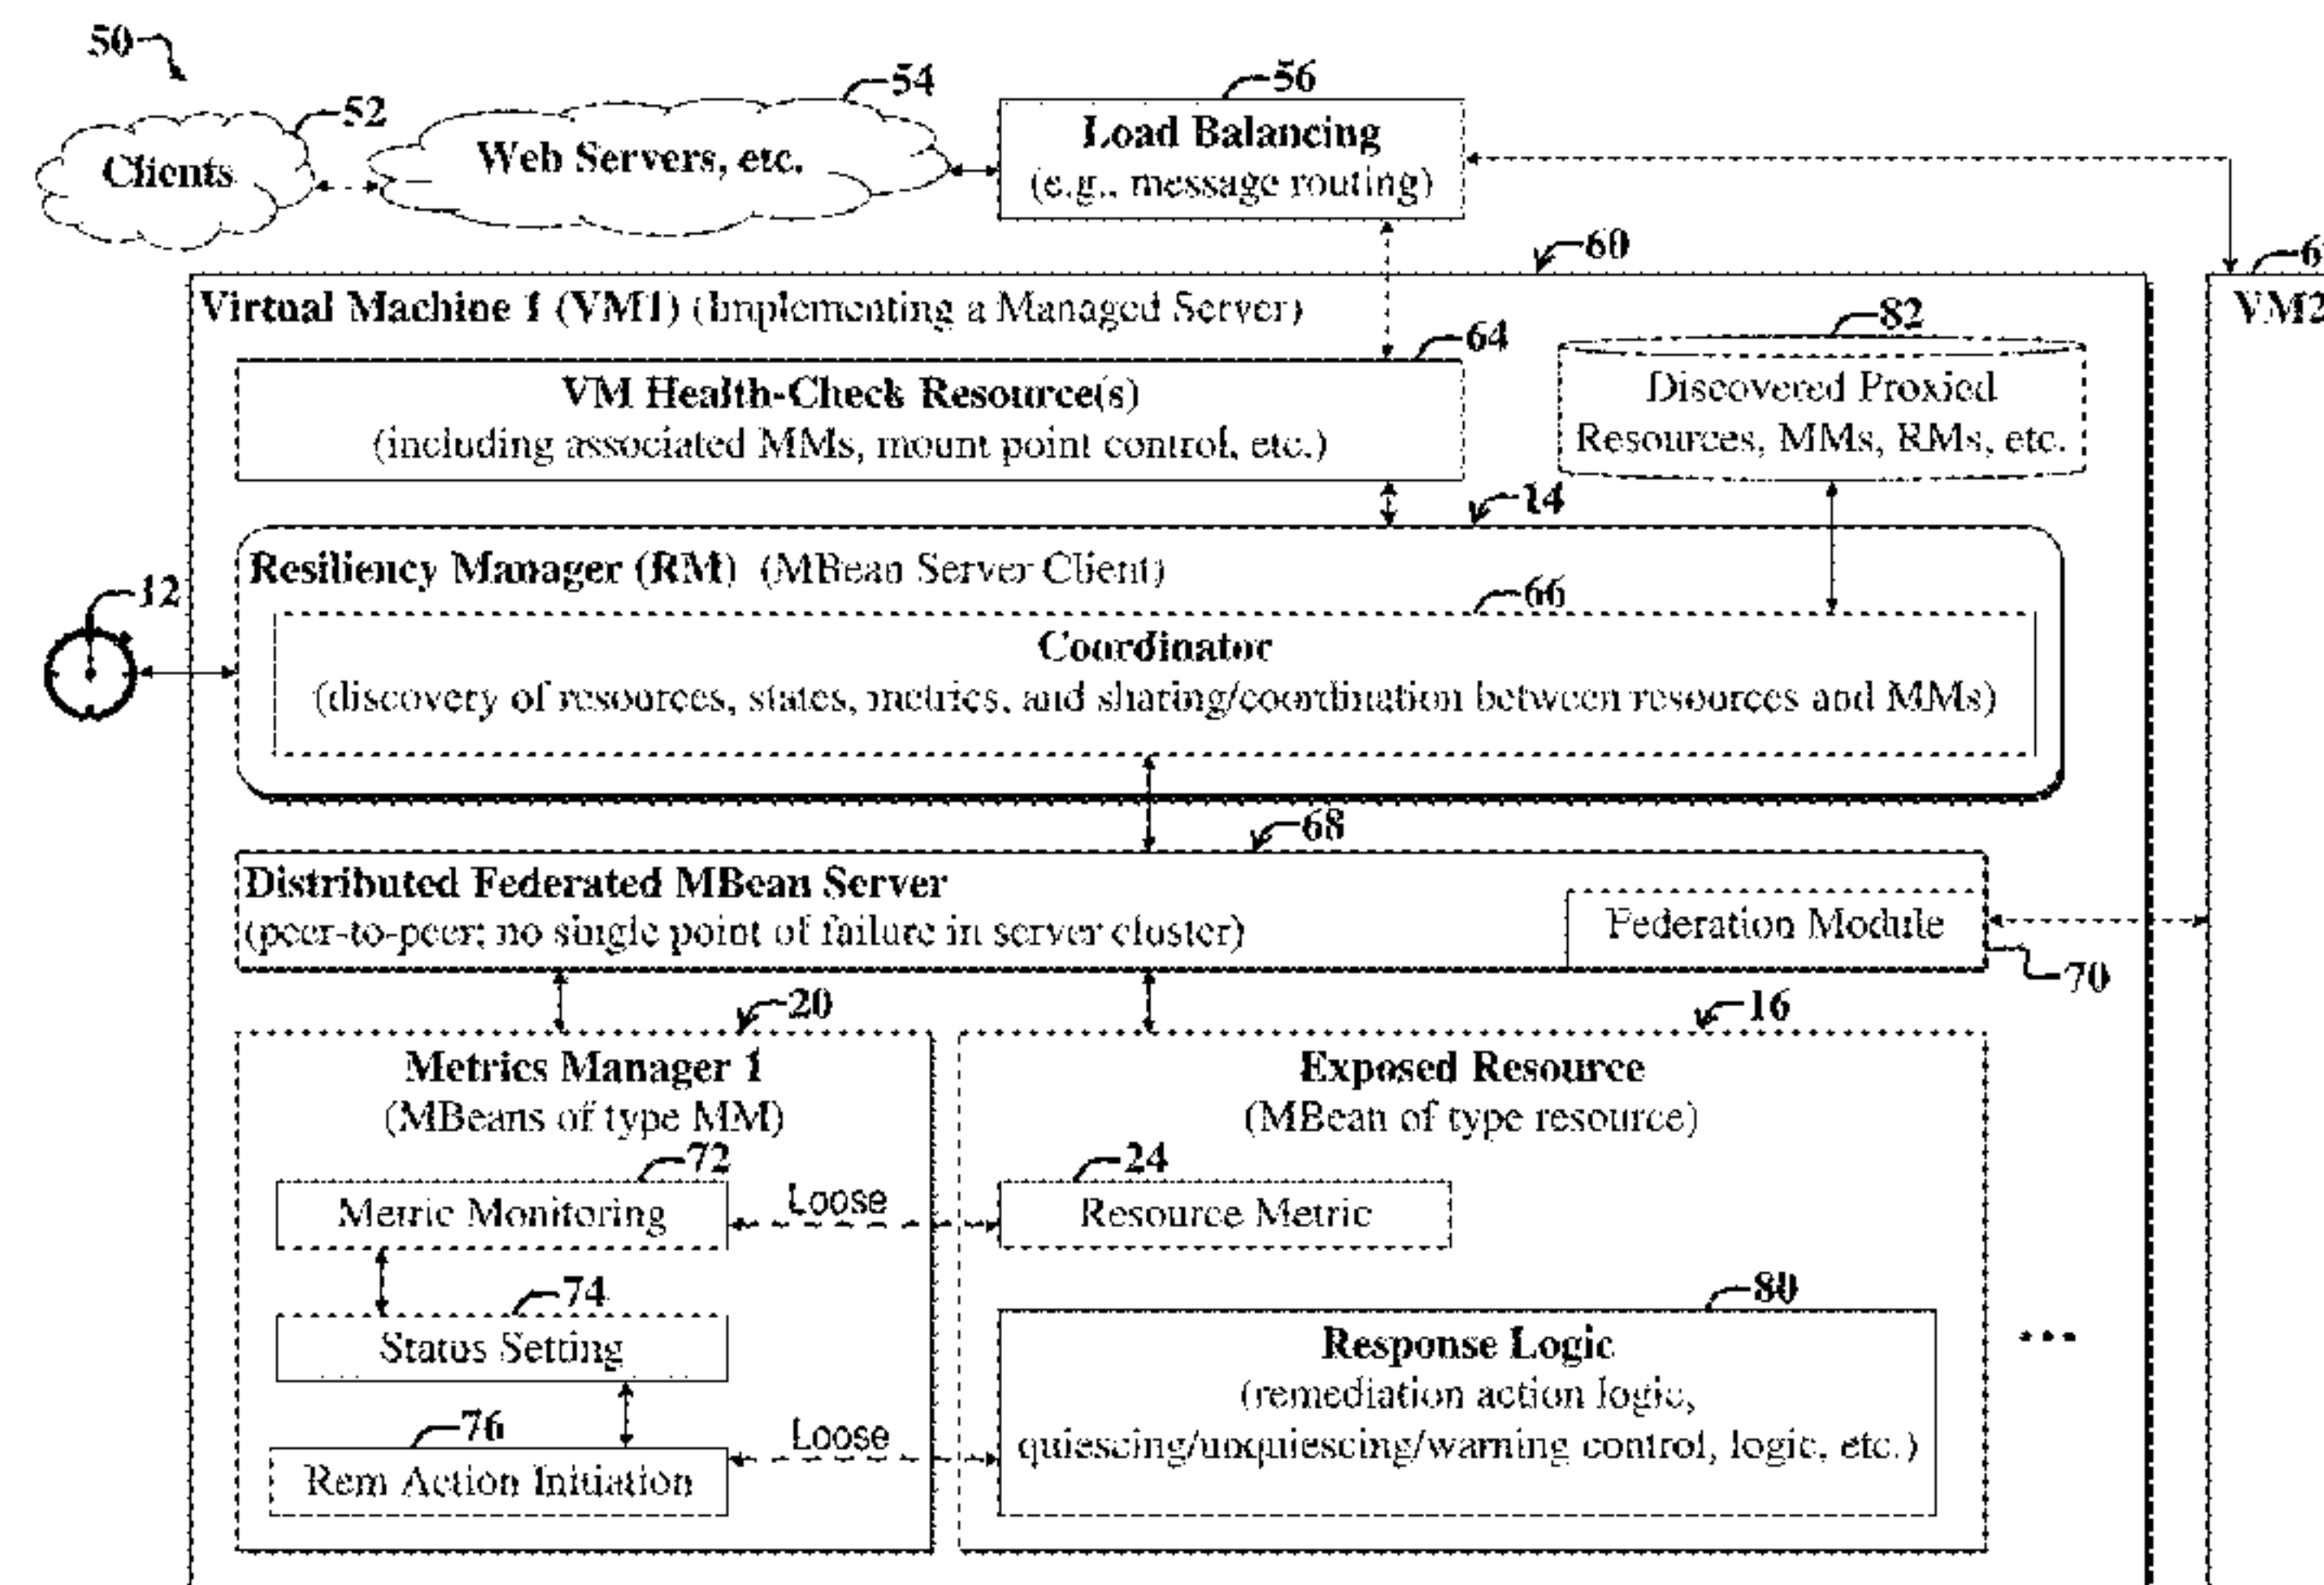 50
52
54
56
Clients
Web Servers, etc.
Load Balancing
(e.g., message routing)
60
Virtual Machine 1 (VM1) (Implementing a Managed Server)
VM2
64
82
VM Health-Check Resource(s)
(including associated MMs, mount point control, etc.)
Discovered Proxied
Resources, MMs, RMs, etc.
14
Resiliency Manager (RM) (MBean Server Client)
12
66
Coordinator
(discovery of resources, states, metrics, and sharing/coordination between resources and MMs)
68
Distributed Federated MBean Server
(peer-to-peer; no single point of failure in server cluster)
Federation Module
70
20
16
Metrics Manager 1
(MBeans of type MM)
Exposed Resource
(MBean of type resource)
72
24
Metric Monitoring
Loose
Resource Metric
74
80
Status Setting
Response Logic
(remediation action logic,
quiescing/unquiescing/warning control, logic, etc.)
...
76
Rem Action Initiation
Loose